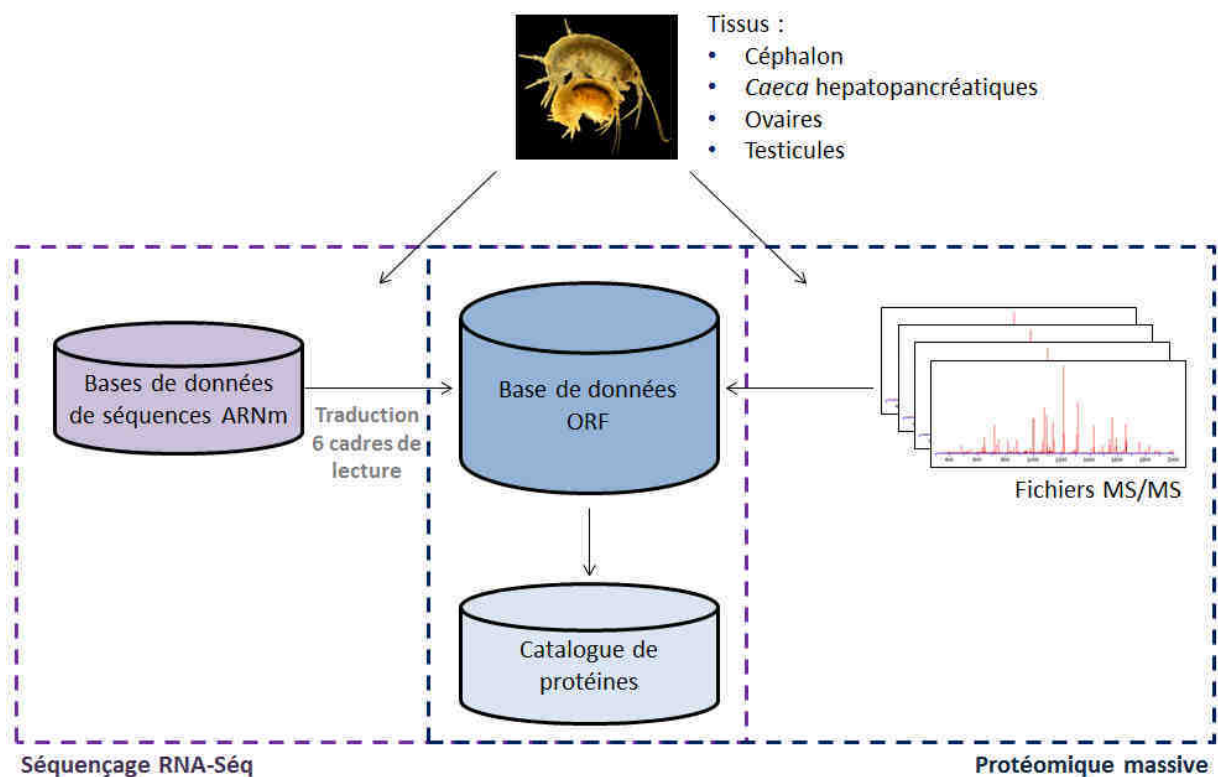 Tissus :
• Céphalon
• Caeca hepatopancréatiques
• Ovaires
• Testicules
Bases de données
de séquences ARNm
Traduction
6 cadres de
lecture
Base de données
ORF
Fichiers MS/MS
Catalogue de
protéines
Séquençage RNA-Séq
Protéomique massive